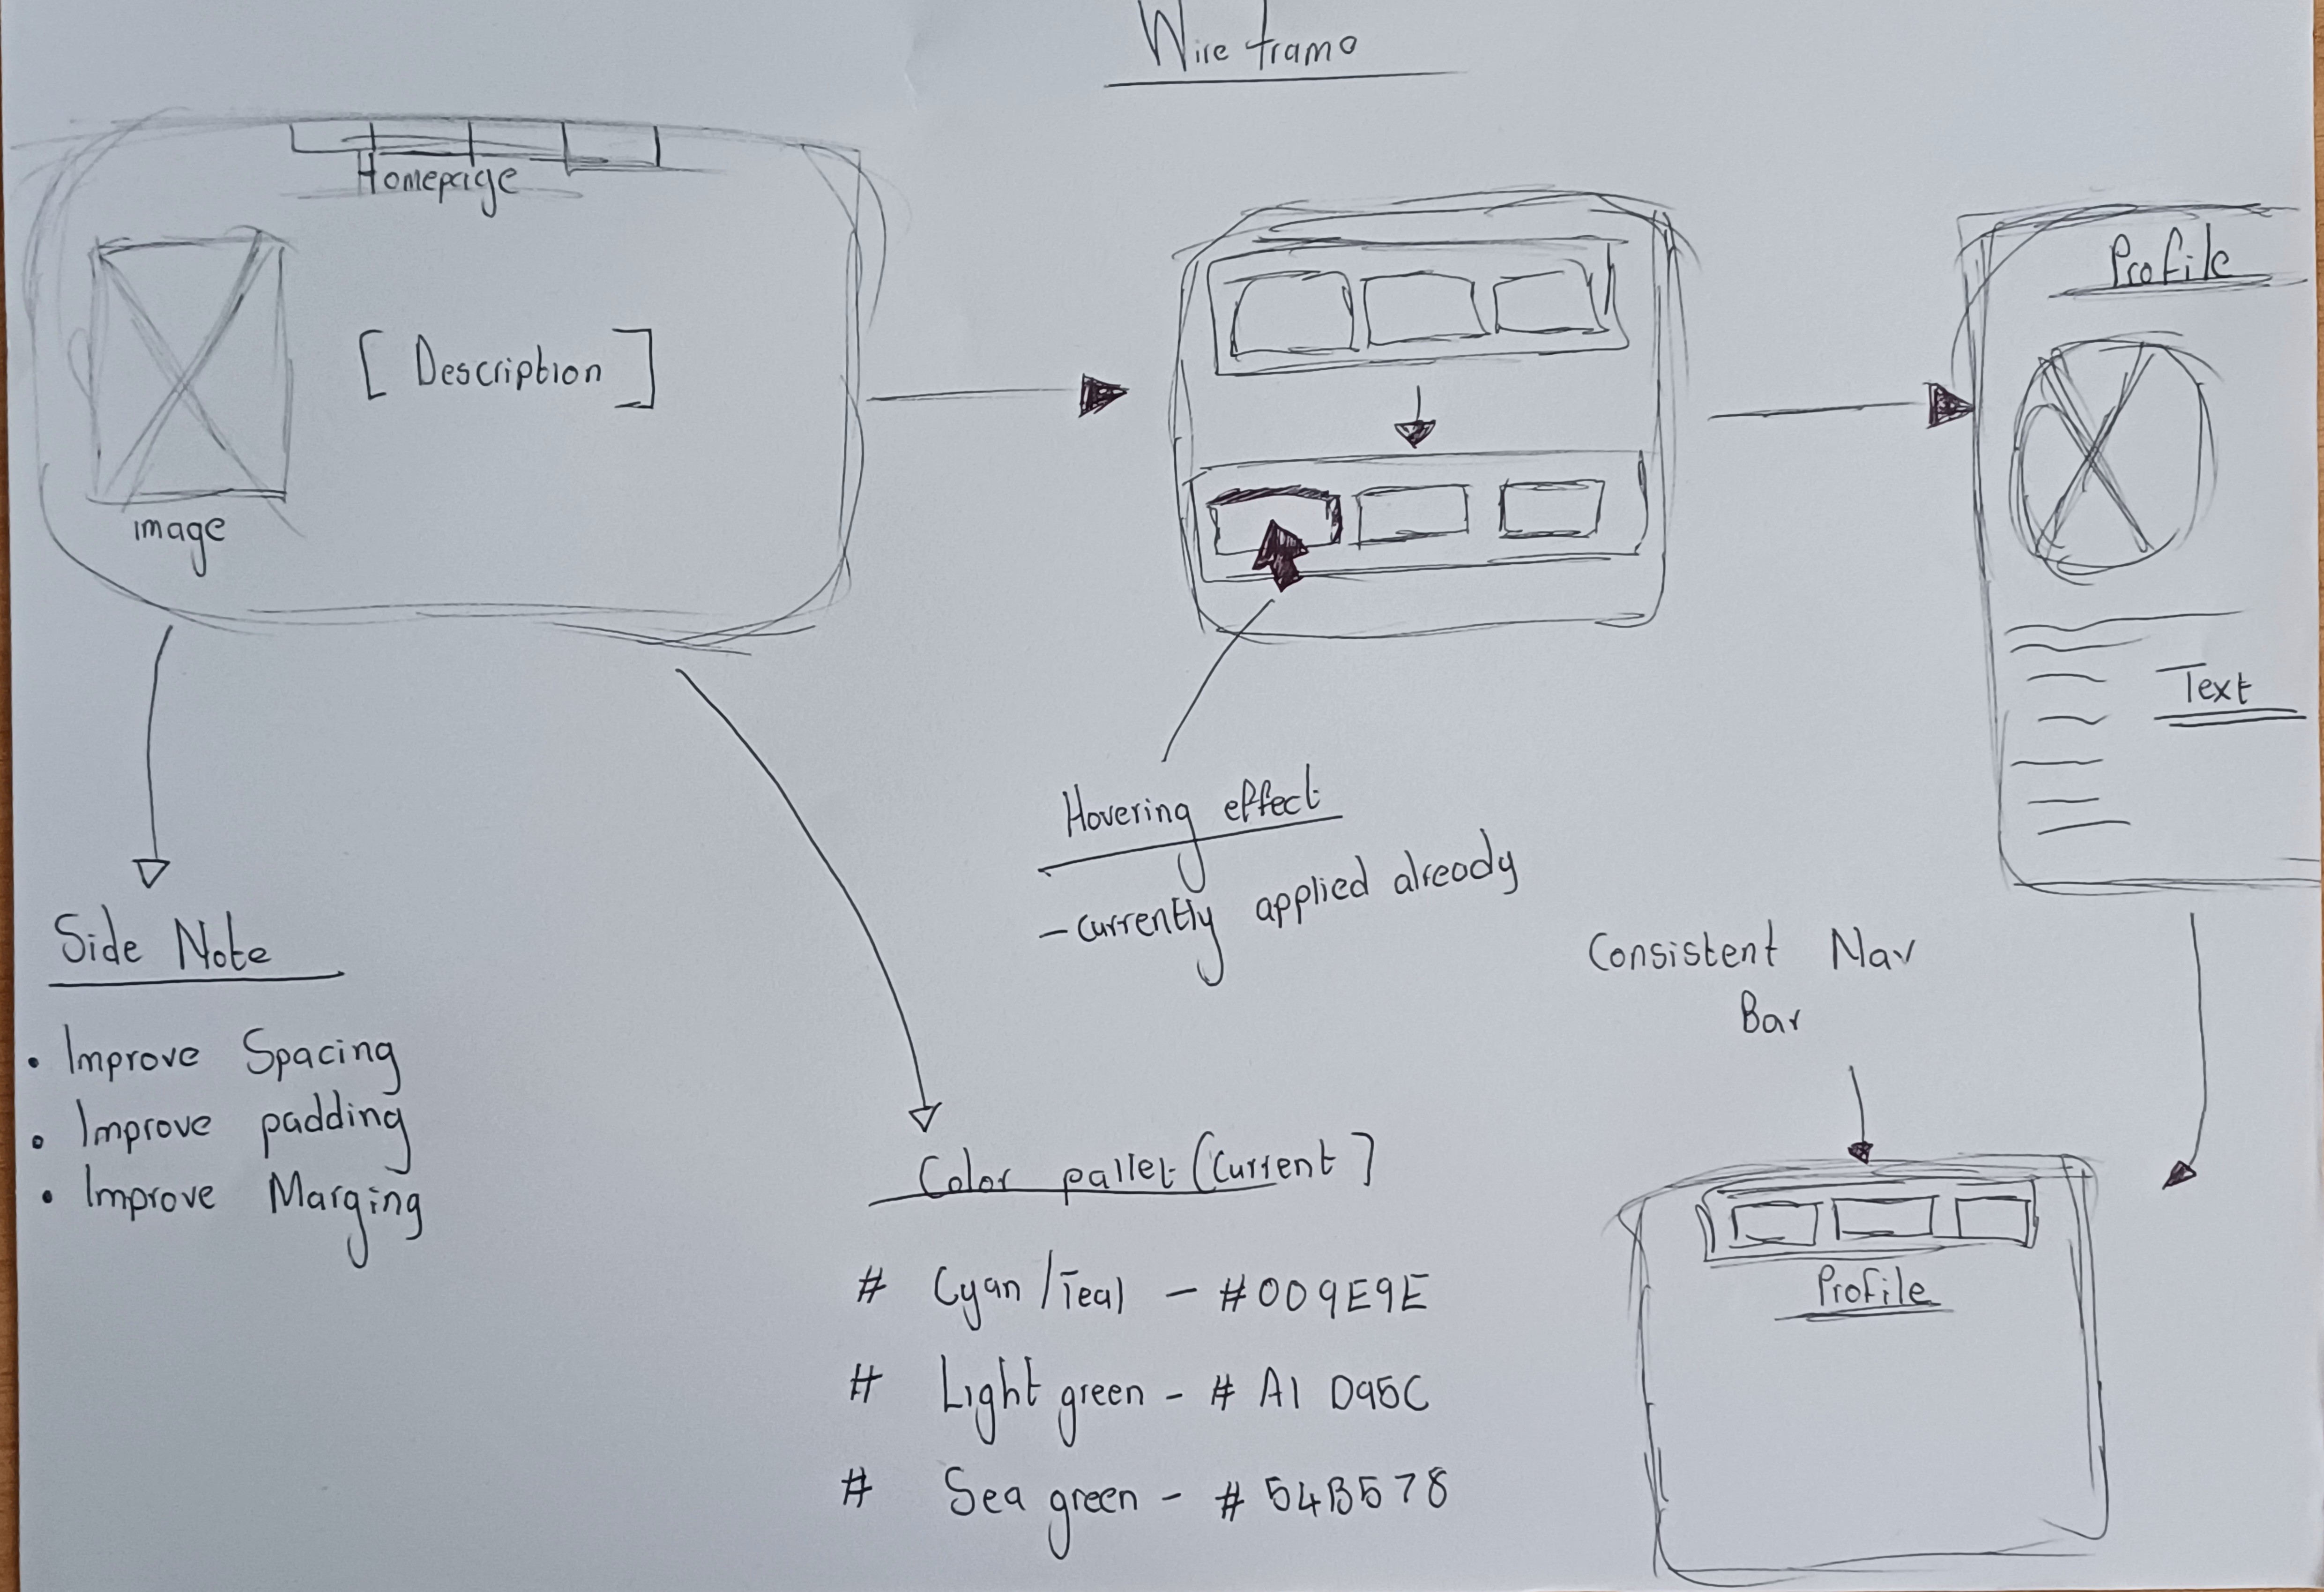 Wire frame
Homepage
[ Description ]
image
Profile
Text
Hovering effect
- currently applied already
Side Note
• Improve Spacing
• Improve padding
• Improve Marging
Consistent Nav
Bar
Color pallet (Current]
# Cyan / Teal - #009E9E
# Light green - # A1 D95C
# Sea green - # 54B578
Profile